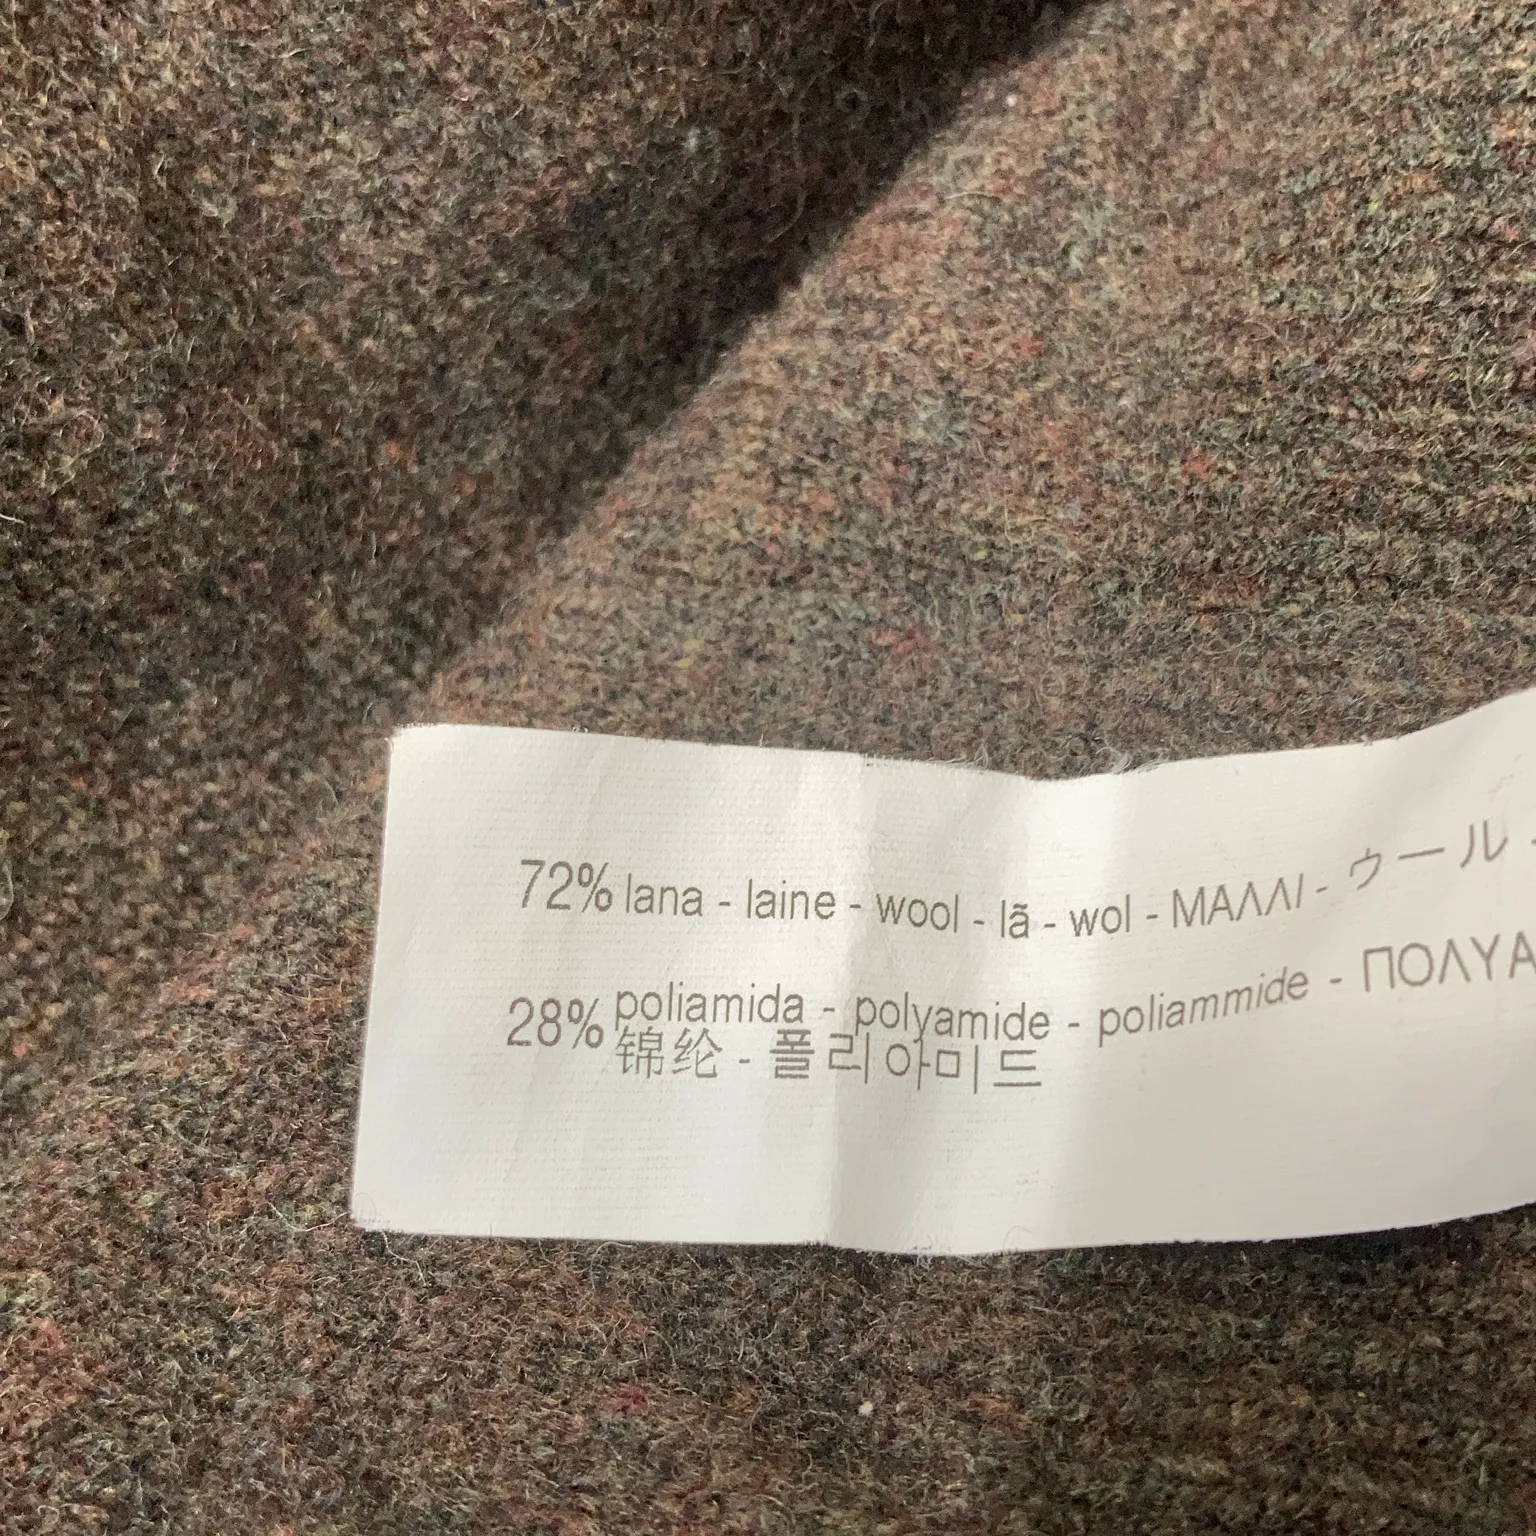 72% lana - laine - wool - lã - wol - ΜΑΛΛΙ - ウール -
28% poliamida - polyamide - poliammide - ΠΟΛΥΑ
锦纶 - 폴리아미드